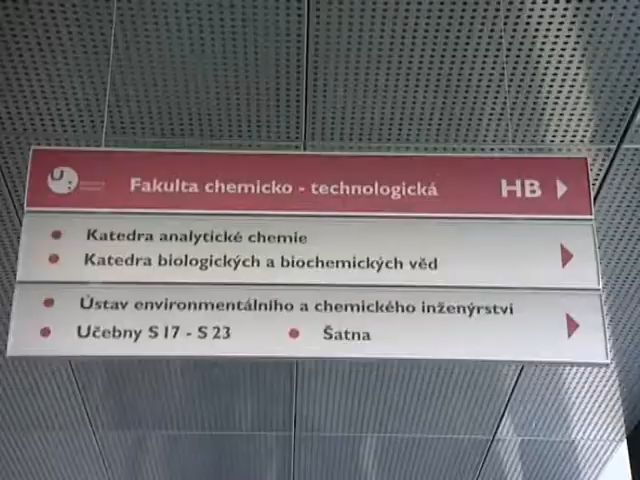 U:
Fakulta chemicko - technologická HB
Katedra analytické chemie
Katedra biologických a biochemických věd
Ústav environmentálního a chemického inženýrství
Učebny S 17 - S 23 Šatna